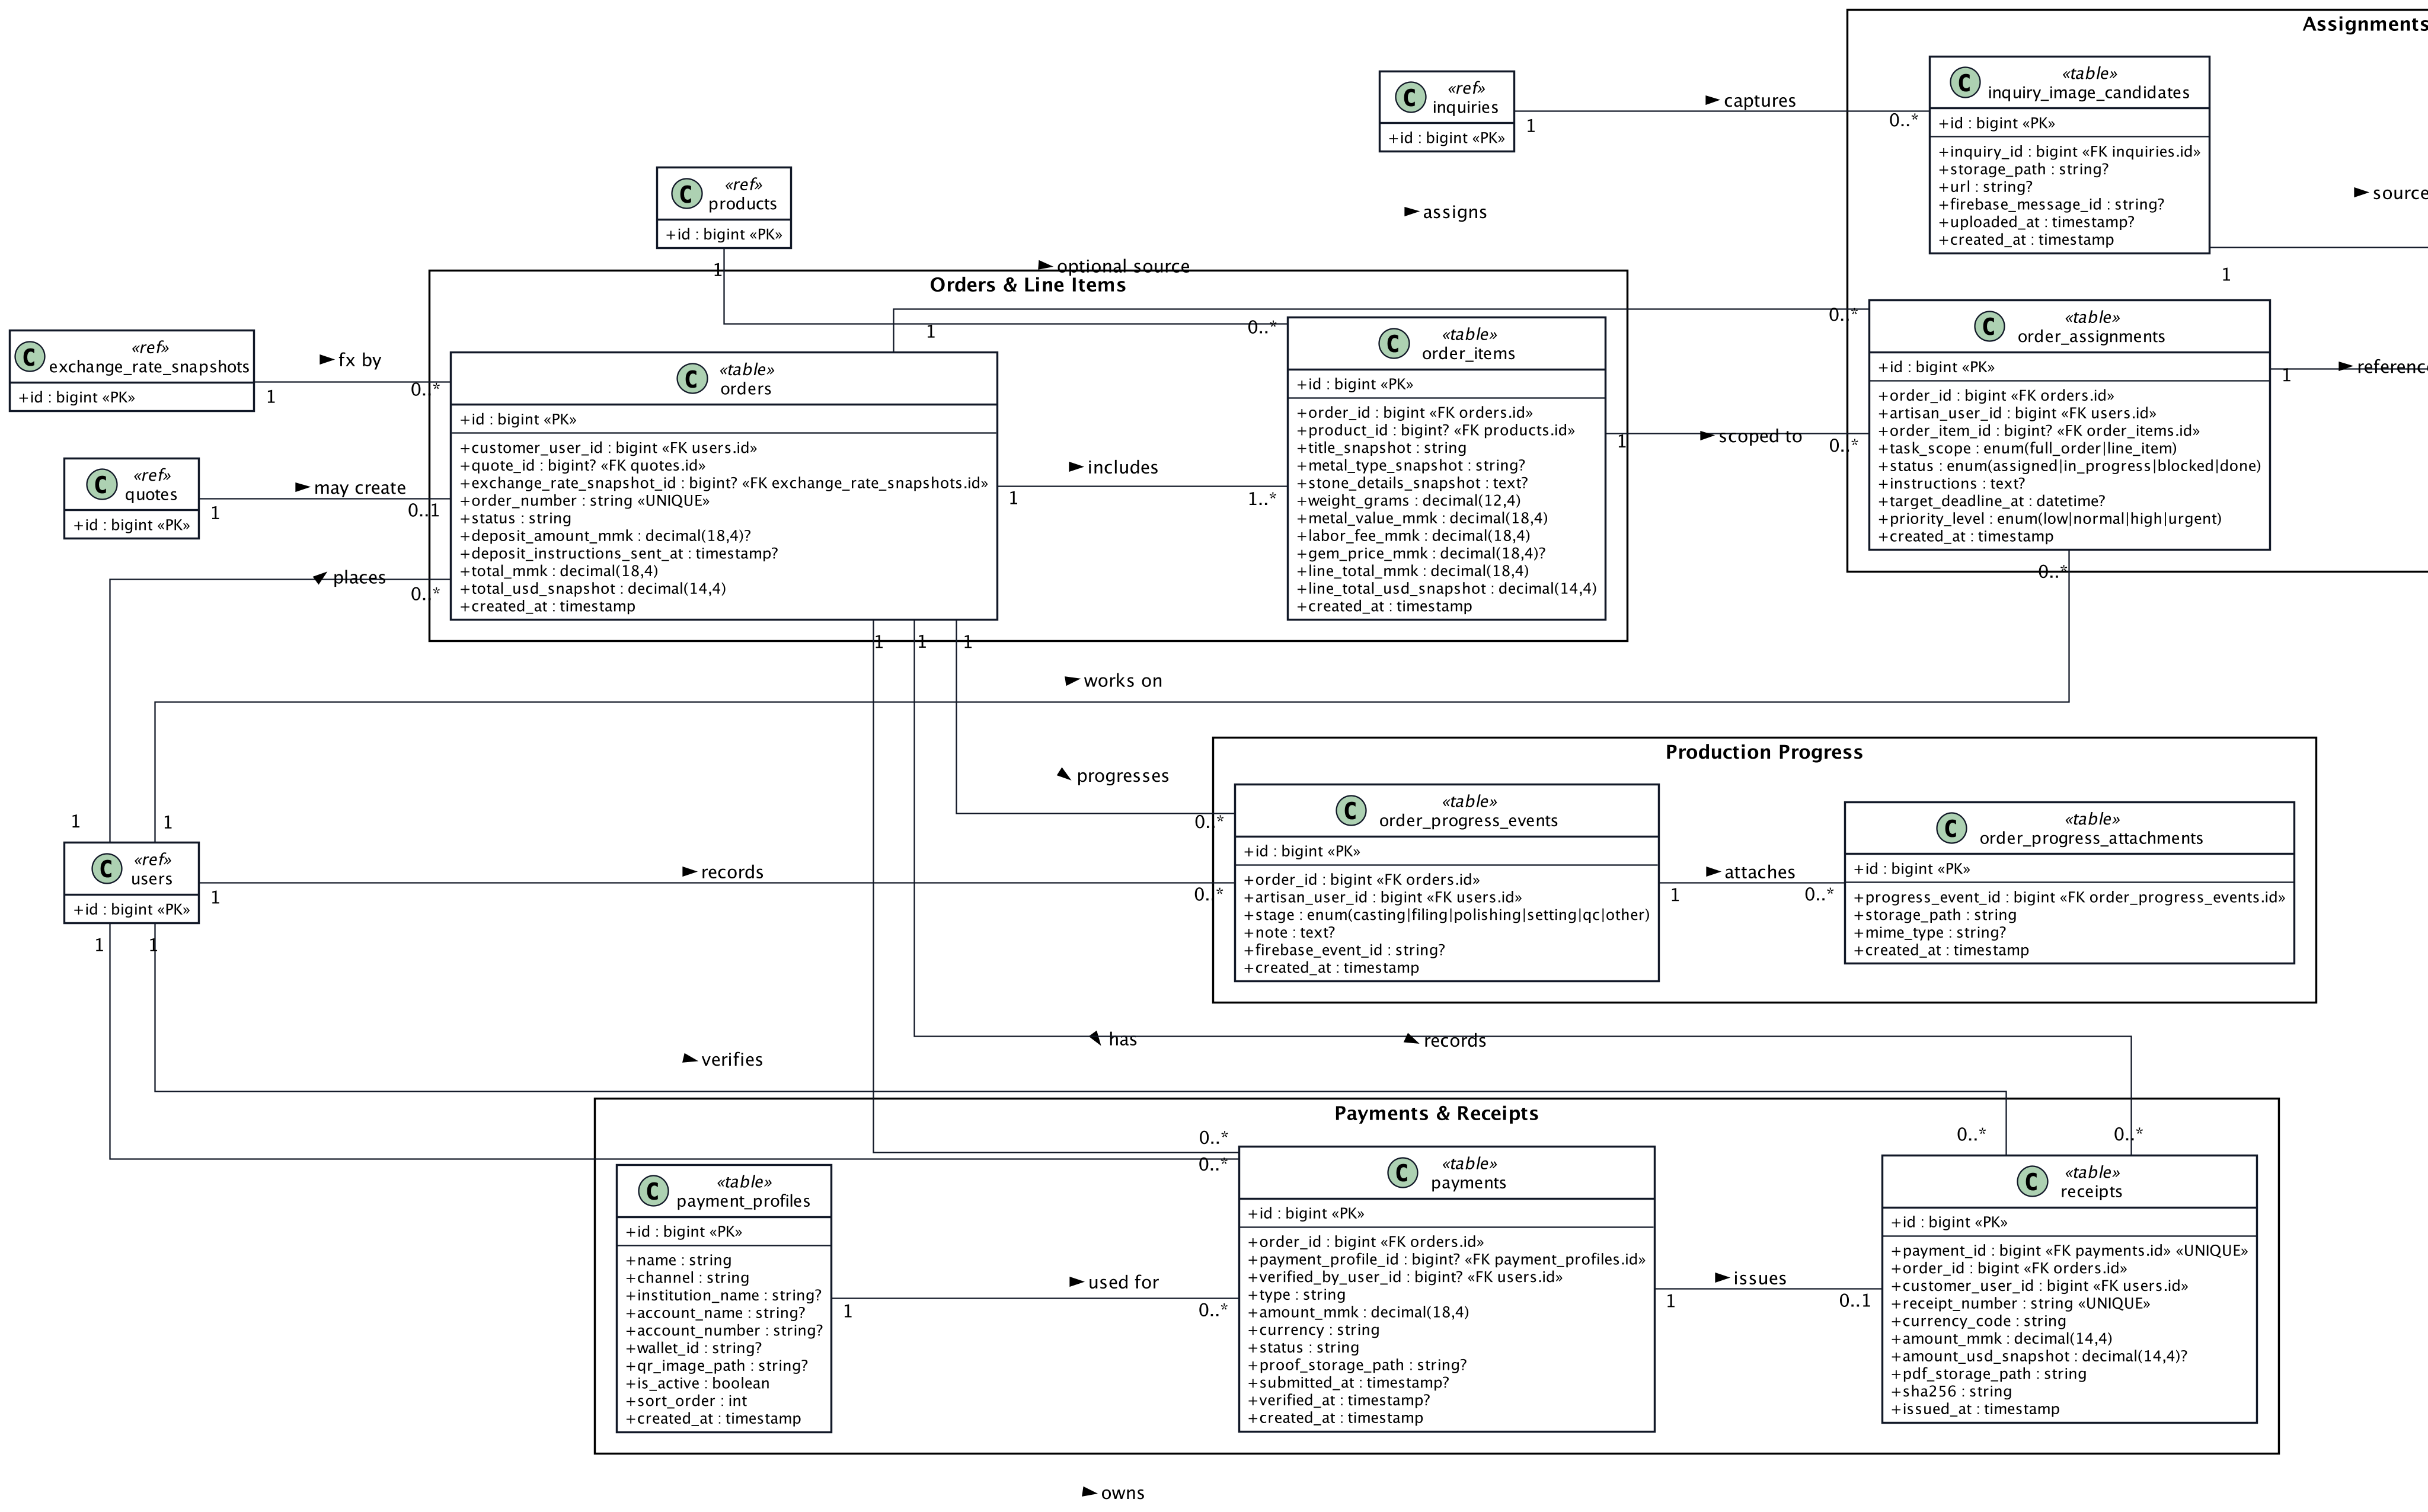 Assignments
«table»
inquiry_image_candidates
+id : bigint «PK»
+inquiry_id : bigint «FK inquiries.id»
+storage_path : string?
+url : string?
+firebase_message_id : string?
+uploaded_at : timestamp?
+created_at : timestamp
«ref»
inquiries
+id : bigint «PK»
1
captures
0..*
source
1
assigns
«ref»
products
+id : bigint «PK»
1
optional source
Orders & Line Items
1
0..*
0..*
«ref»
exchange_rate_snapshots
+id : bigint «PK»
fx by
1
0..*
«table»
orders
+id : bigint «PK»
+customer_user_id : bigint «FK users.id»
+quote_id : bigint? «FK quotes.id»
+exchange_rate_snapshot_id : bigint? «FK exchange_rate_snapshots.id»
+order_number : string «UNIQUE»
+status : string
+deposit_amount_mmk : decimal(18,4)?
+deposit_instructions_sent_at : timestamp?
+total_mmk : decimal(18,4)
+total_usd_snapshot : decimal(14,4)
+created_at : timestamp
includes
1
1..*
«table»
order_items
+id : bigint «PK»
+order_id : bigint «FK orders.id»
+product_id : bigint? «FK products.id»
+title_snapshot : string
+metal_type_snapshot : string?
+stone_details_snapshot : text?
+weight_grams : decimal(12,4)
+metal_value_mmk : decimal(18,4)
+labor_fee_mmk : decimal(18,4)
+gem_price_mmk : decimal(18,4)?
+line_total_mmk : decimal(18,4)
+line_total_usd_snapshot : decimal(14,4)
+created_at : timestamp
1
scoped to
0..*
«table»
order_assignments
+id : bigint «PK»
+order_id : bigint «FK orders.id»
+artisan_user_id : bigint «FK users.id»
+order_item_id : bigint? «FK order_items.id»
+task_scope : enum(full_order|line_item)
+status : enum(assigned|in_progress|blocked|done)
+instructions : text?
+target_deadline_at : datetime?
+priority_level : enum(low|normal|high|urgent)
+created_at : timestamp
1
0..*
«ref»
quotes
+id : bigint «PK»
may create
1
0..1
places
0..*
1
1
1
works on
Production Progress
progresses
0..*
«table»
order_progress_events
+id : bigint «PK»
+order_id : bigint «FK orders.id»
+artisan_user_id : bigint «FK users.id»
+stage : enum(casting|filing|polishing|setting|qc|other)
+note : text?
+firebase_event_id : string?
+created_at : timestamp
attaches
1
0..*
«table»
order_progress_attachments
+id : bigint «PK»
+progress_event_id : bigint «FK order_progress_events.id»
+storage_path : string
+mime_type : string?
+created_at : timestamp
1
1
«ref»
users
+id : bigint «PK»
records
1
0..*
1
1
has
records
verifies
Payments & Receipts
0..*
0..*
0..*
0..*
«table»
payment_profiles
+id : bigint «PK»
+name : string
+channel : string
+institution_name : string?
+account_name : string?
+account_number : string?
+wallet_id : string?
+qr_image_path : string?
+is_active : boolean
+sort_order : int
+created_at : timestamp
used for
1
0..*
«table»
payments
+id : bigint «PK»
+order_id : bigint «FK orders.id»
+payment_profile_id : bigint? «FK payment_profiles.id»
+verified_by_user_id : bigint? «FK users.id»
+type : string
+amount_mmk : decimal(18,4)
+currency : string
+status : string
+proof_storage_path : string?
+submitted_at : timestamp?
+verified_at : timestamp?
+created_at : timestamp
issues
1
0..1
«table»
receipts
+id : bigint «PK»
+payment_id : bigint «FK payments.id» «UNIQUE»
+order_id : bigint «FK orders.id»
+customer_user_id : bigint «FK users.id»
+receipt_number : string «UNIQUE»
+currency_code : string
+amount_mmk : decimal(14,4)
+amount_usd_snapshot : decimal(14,4)?
+pdf_storage_path : string
+sha256 : string
+issued_at : timestamp
owns